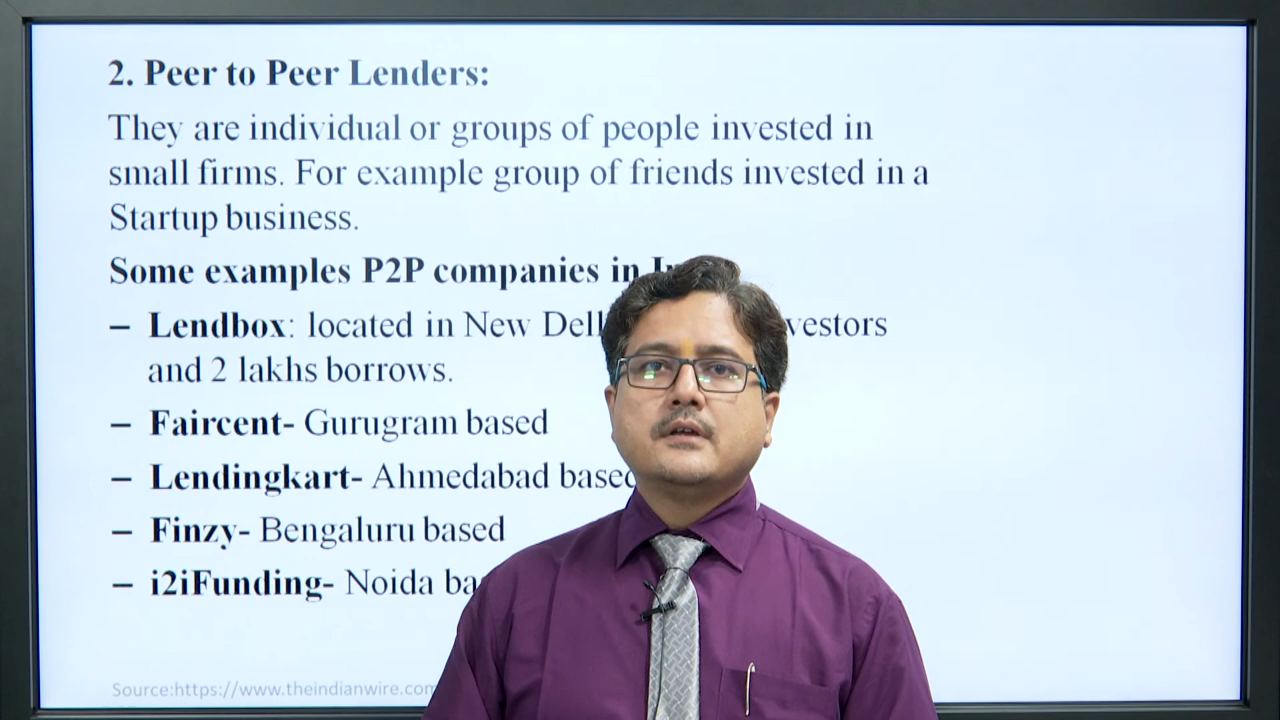 2. Peer to Peer Lenders:
They are individual or groups of people invested in
small firms. For example group of friends invested in a
Startup business.
Some examples P2P companies in
– Lendbox: located in New
and 2 lakhs borrows.
– Faircent- Gurugram based
– Lendingkart- Ahmedabad based
– Finzy- Bengaluru based
– i2iFunding- Noida
Source:https://www.theindianwire.com